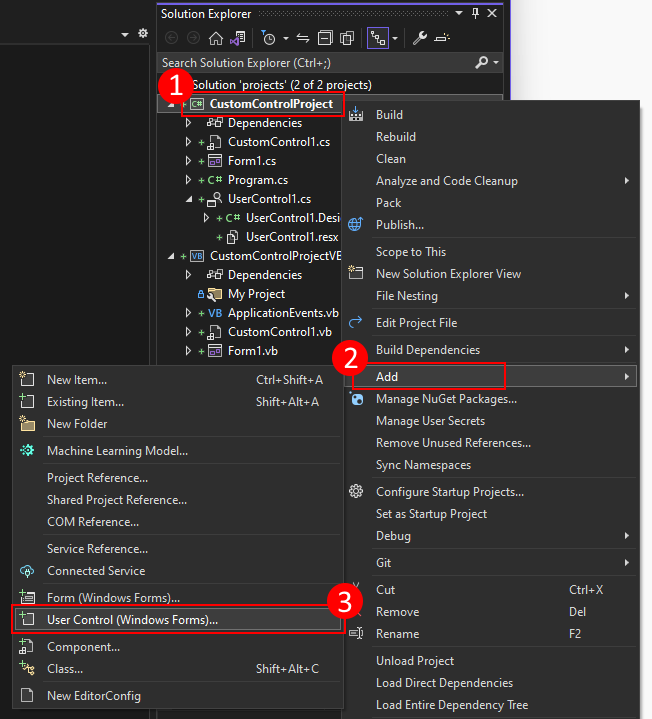 Solution Explorer
Search Solution Explorer (Ctrl+;)
Solution 'projects' (2 of 2 projects)
1
C# CustomControlProject
Dependencies
CustomControl1.cs
Form1.cs
C# Program.cs
UserControl1.cs
C# UserControl1.Desi
UserControl1.resx
VB CustomControlProjectVB
Dependencies
My Project
VB ApplicationEvents.vb
CustomControl1.vb
Form1.vb
Build
Rebuild
Clean
Analyze and Code Cleanup
Pack
Publish...
Scope to This
New Solution Explorer View
File Nesting
Edit Project File
Build Dependencies
2
Add
Manage NuGet Packages...
Manage User Secrets
Remove Unused References...
Sync Namespaces
Configure Startup Projects...
Set as Startup Project
Debug
Git
Cut Ctrl+X
Remove Del
Rename F2
Unload Project
Load Direct Dependencies
Load Entire Dependency Tree
New Item... Ctrl+Shift+A
Existing Item... Shift+Alt+A
New Folder
Machine Learning Model...
Project Reference...
Shared Project Reference...
COM Reference...
Service Reference...
Connected Service
Form (Windows Forms)...
3
User Control (Windows Forms)...
Component...
Class... Shift+Alt+C
New EditorConfig